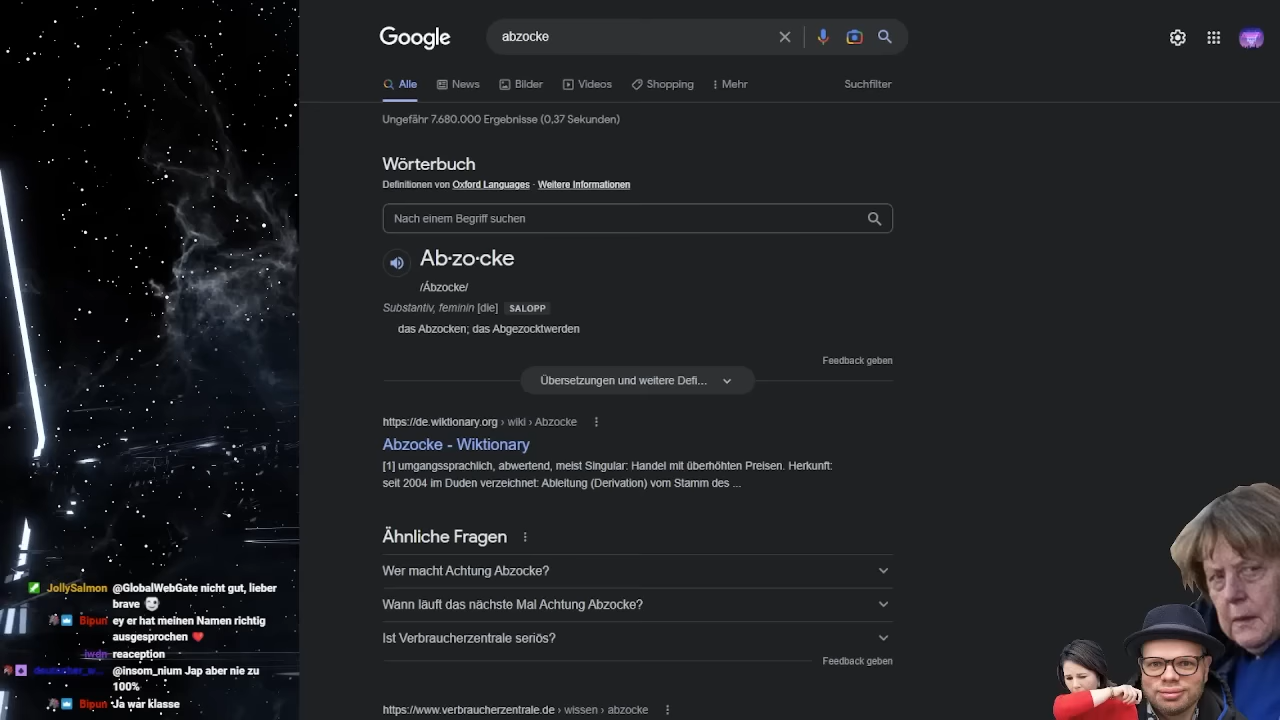 Google
abzocke
Alle
News
Bilder
Videos
Shopping
Mehr
Suchfilter
Ungefähr 7.680.000 Ergebnisse (0,37 Sekunden)
Wörterbuch
Definitionen von Oxford Languages · Weitere Informationen
Nach einem Begriff suchen
Ab·zo·cke
/Ábzocke/
Substantiv, feminin [die] SALOPP
das Abzocken; das Abgezocktwerden
Feedback geben
Übersetzungen und weitere Defi...
https://de.wiktionary.org › wiki › Abzocke
Abzocke - Wiktionary
[1] umgangssprachlich, abwertend, meist Singular: Handel mit überhöhten Preisen. Herkunft:
seit 2004 im Duden verzeichnet: Ableitung (Derivation) vom Stamm des ...
Ähnliche Fragen
Wer macht Achtung Abzocke?
Wann läuft das nächste Mal Achtung Abzocke?
Ist Verbraucherzentrale seriös?
Feedback geben
https://www.verbraucherzentrale.de › wissen › abzocke
JollySalmon @GlobalWebGate nicht gut, lieber
brave
Bipun ey er hat meinen Namen richtig
ausgesprochen
iwdn reaception
@insom_nium Jap aber nie zu
100%
Bipun Ja war klasse